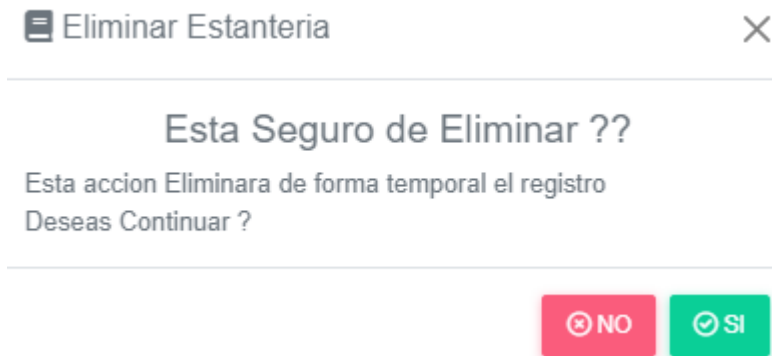 Eliminar Estanteria
Esta Seguro de Eliminar ??
Esta accion Eliminara de forma temporal el registro
Deseas Continuar ?
NO
SI